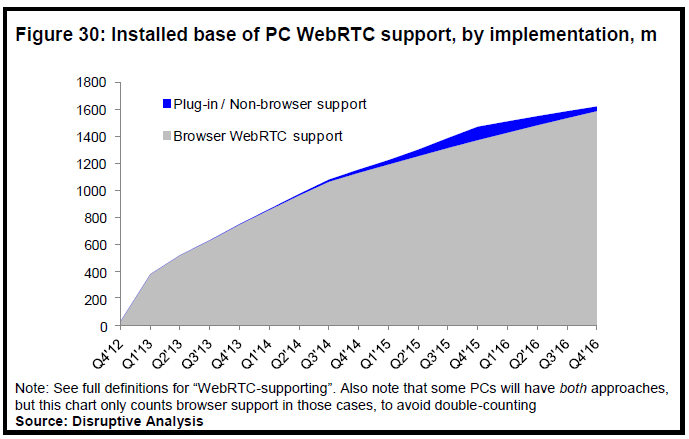 Figure 30: Installed base of PC WebRTC support, by implementation, m
1800
1600
1400
1200
1000
800
600
400
200
0
Plug-in / Non-browser support
Browser WebRTC support
Q4'12
Q1'13
Q2'13
Q3'13
Q4'13
Q1'14
Q2'14
Q3'14
Q4'14
Q1'15
Q2'15
Q3'15
Q4'15
Q1'16
Q2'16
Q3'16
Q4'16
Note: See full definitions for “WebRTC-supporting”. Also note that some PCs will have both approaches,
but this chart only counts browser support in those cases, to avoid double-counting
Source: Disruptive Analysis